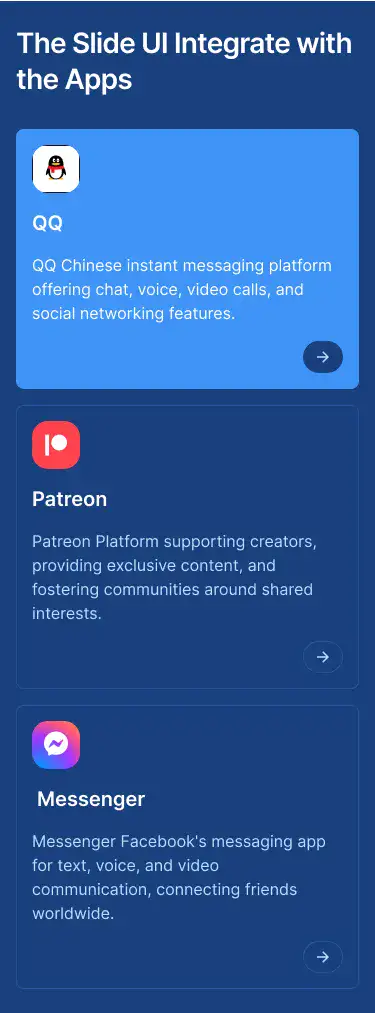 The Slide UI Integrate with
the Apps
QQ
QQ Chinese instant messaging platform
offering chat, voice, video calls, and
social networking features.
Patreon
Patreon Platform supporting creators,
providing exclusive content, and
fostering communities around shared
interests.
Messenger
Messenger Facebook's messaging app
for text, voice, and video
communication, connecting friends
worldwide.